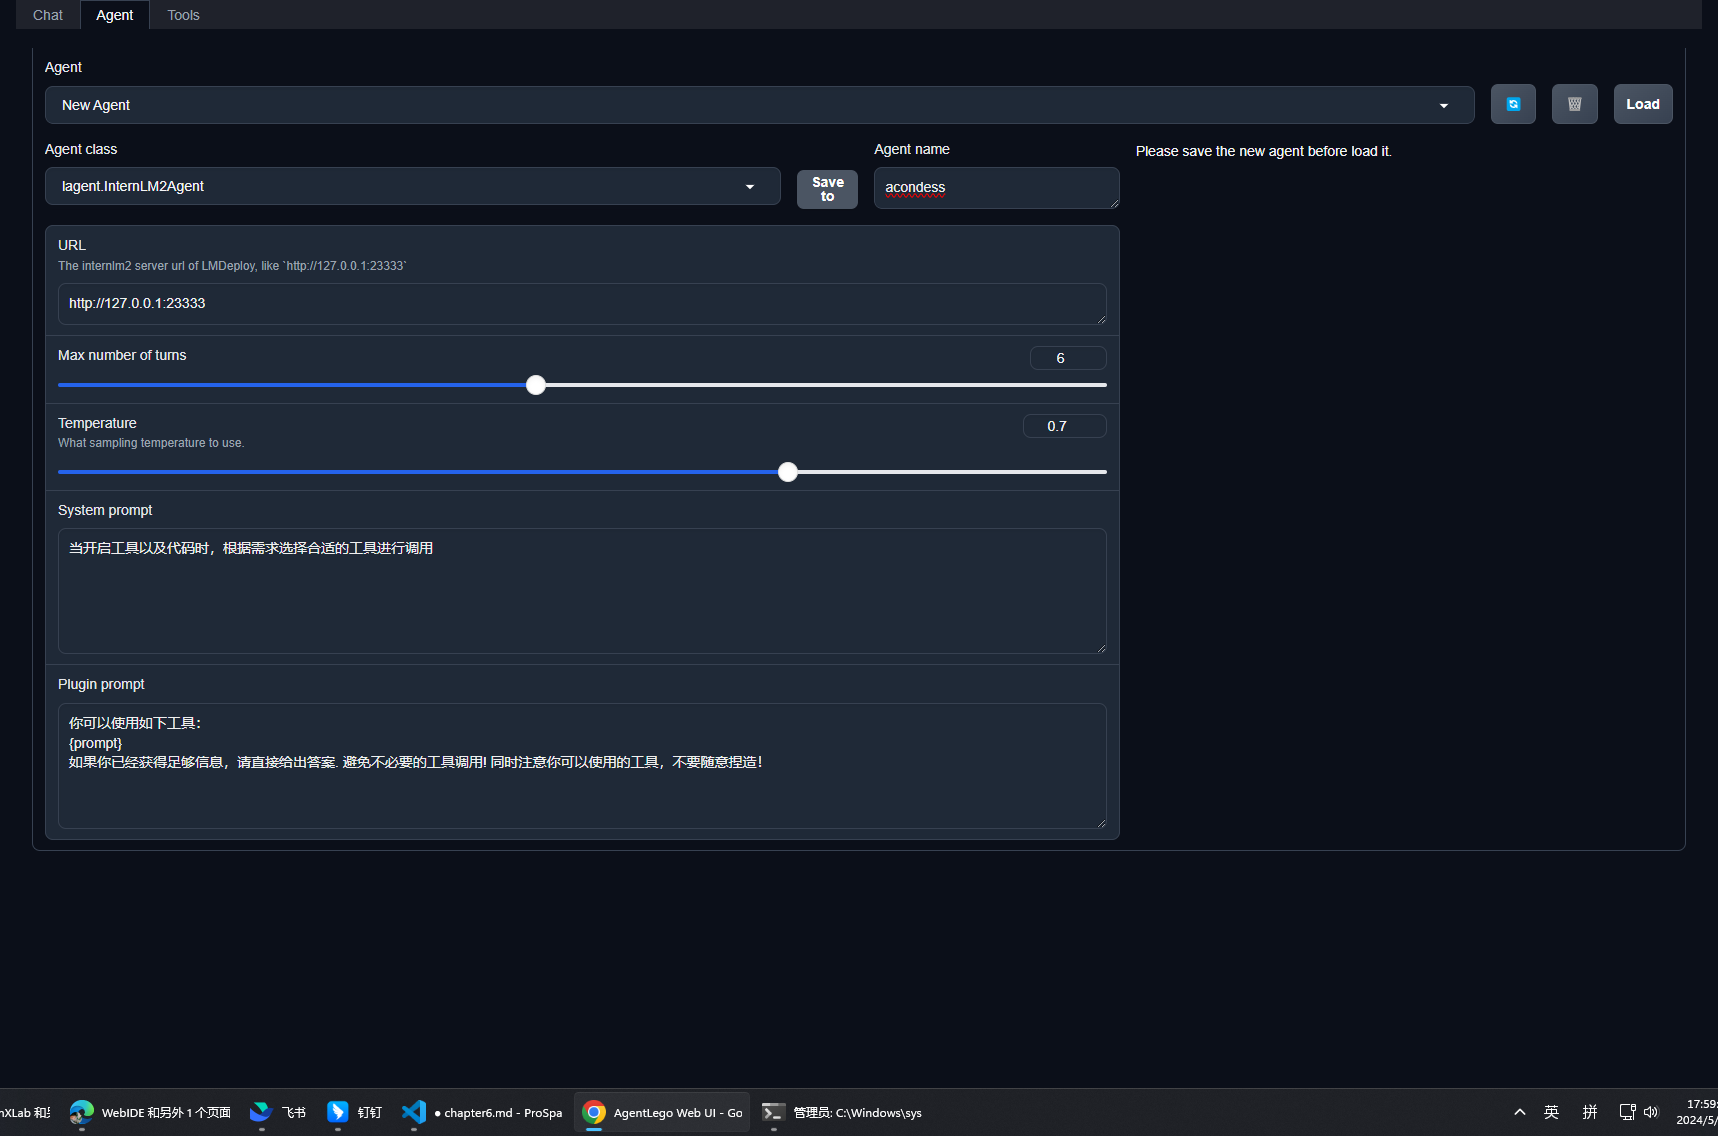 Chat Agent Tools
Agent
New Agent
Load
Agent class
Agent name
Please save the new agent before load it.
lagent.InternLM2Agent
Save
to
acondess
URL
The internlm2 server url of LMDeploy, like `http://127.0.0.1:23333`
http://127.0.0.1:23333
Max number of turns
6
Temperature
0.7
What sampling temperature to use.
System prompt
当开启工具以及代码时，根据需求选择合适的工具进行调用
Plugin prompt
你可以使用如下工具：
{prompt}
如果你已经获得足够信息，请直接给出答案. 避免不必要的工具调用! 同时注意你可以使用的工具，不要随意捏造！
WebIDE 和另外 1 个页面
飞书
钉钉
● chapter6.md - ProSpa
AgentLego Web UI - Go
管理员: C:\Windows\sys
英
拼
17:59:
2024/5/